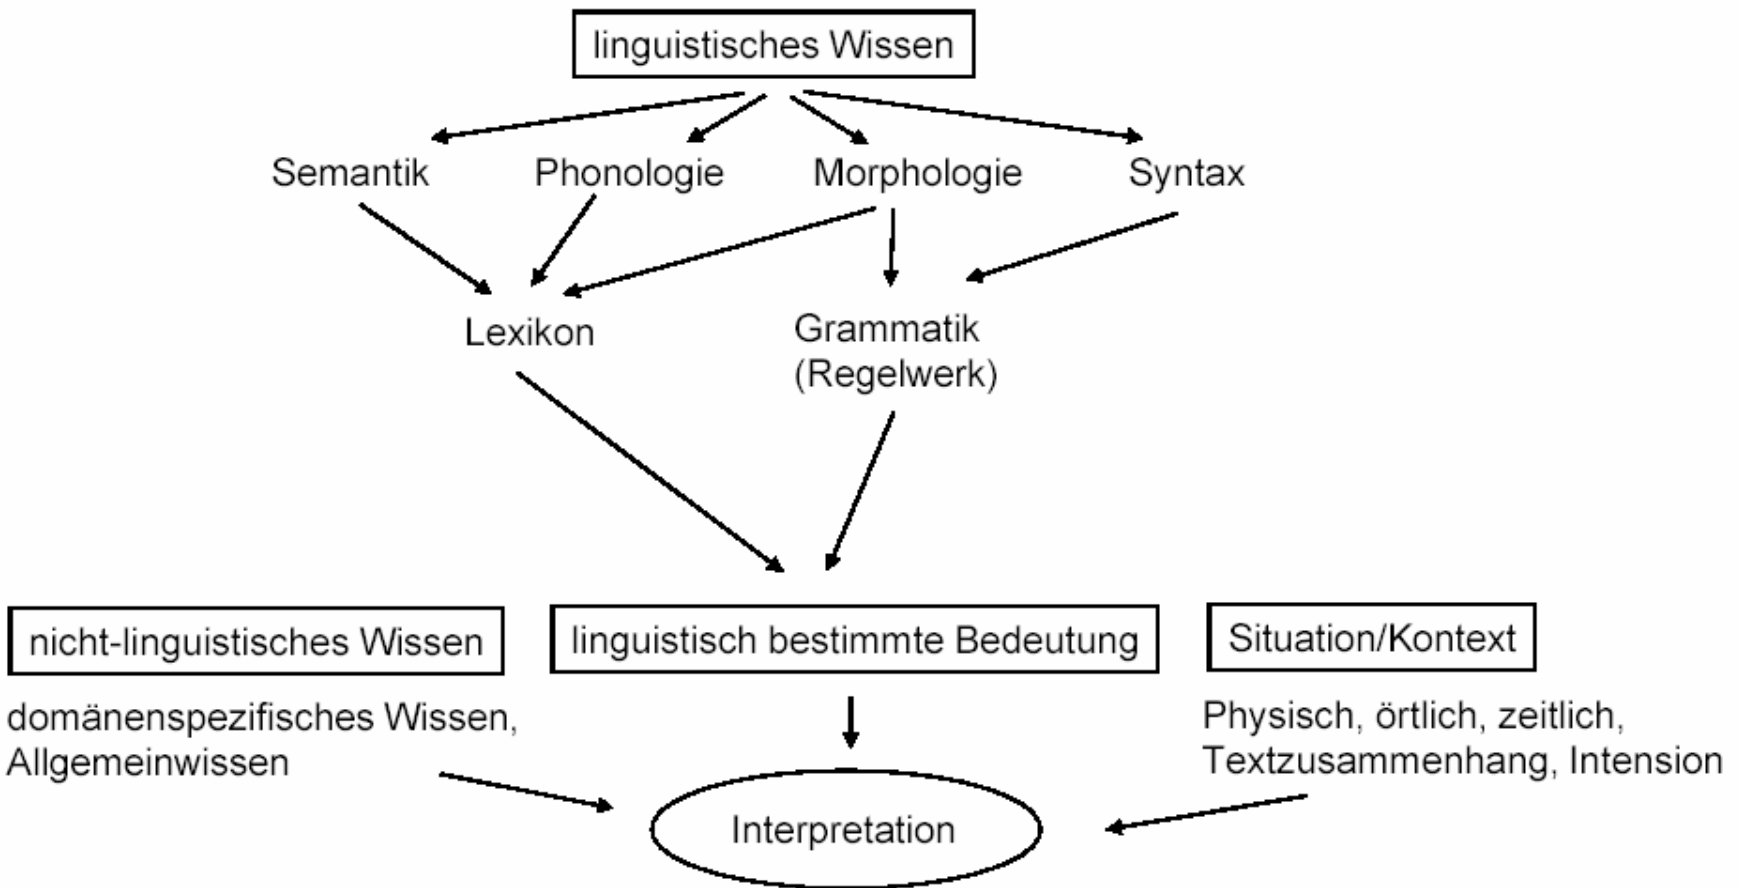 linguistisches Wissen
Semantik
Phonologie
Morphologie
Syntax
Lexikon
Grammatik
(Regelwerk)
nicht-linguistisches Wissen
linguistisch bestimmte Bedeutung
Situation/Kontext
domänenspezifisches Wissen,
Allgemeinwissen
Physisch, örtlich, zeitlich,
Textzusammenhang, Intension
Interpretation